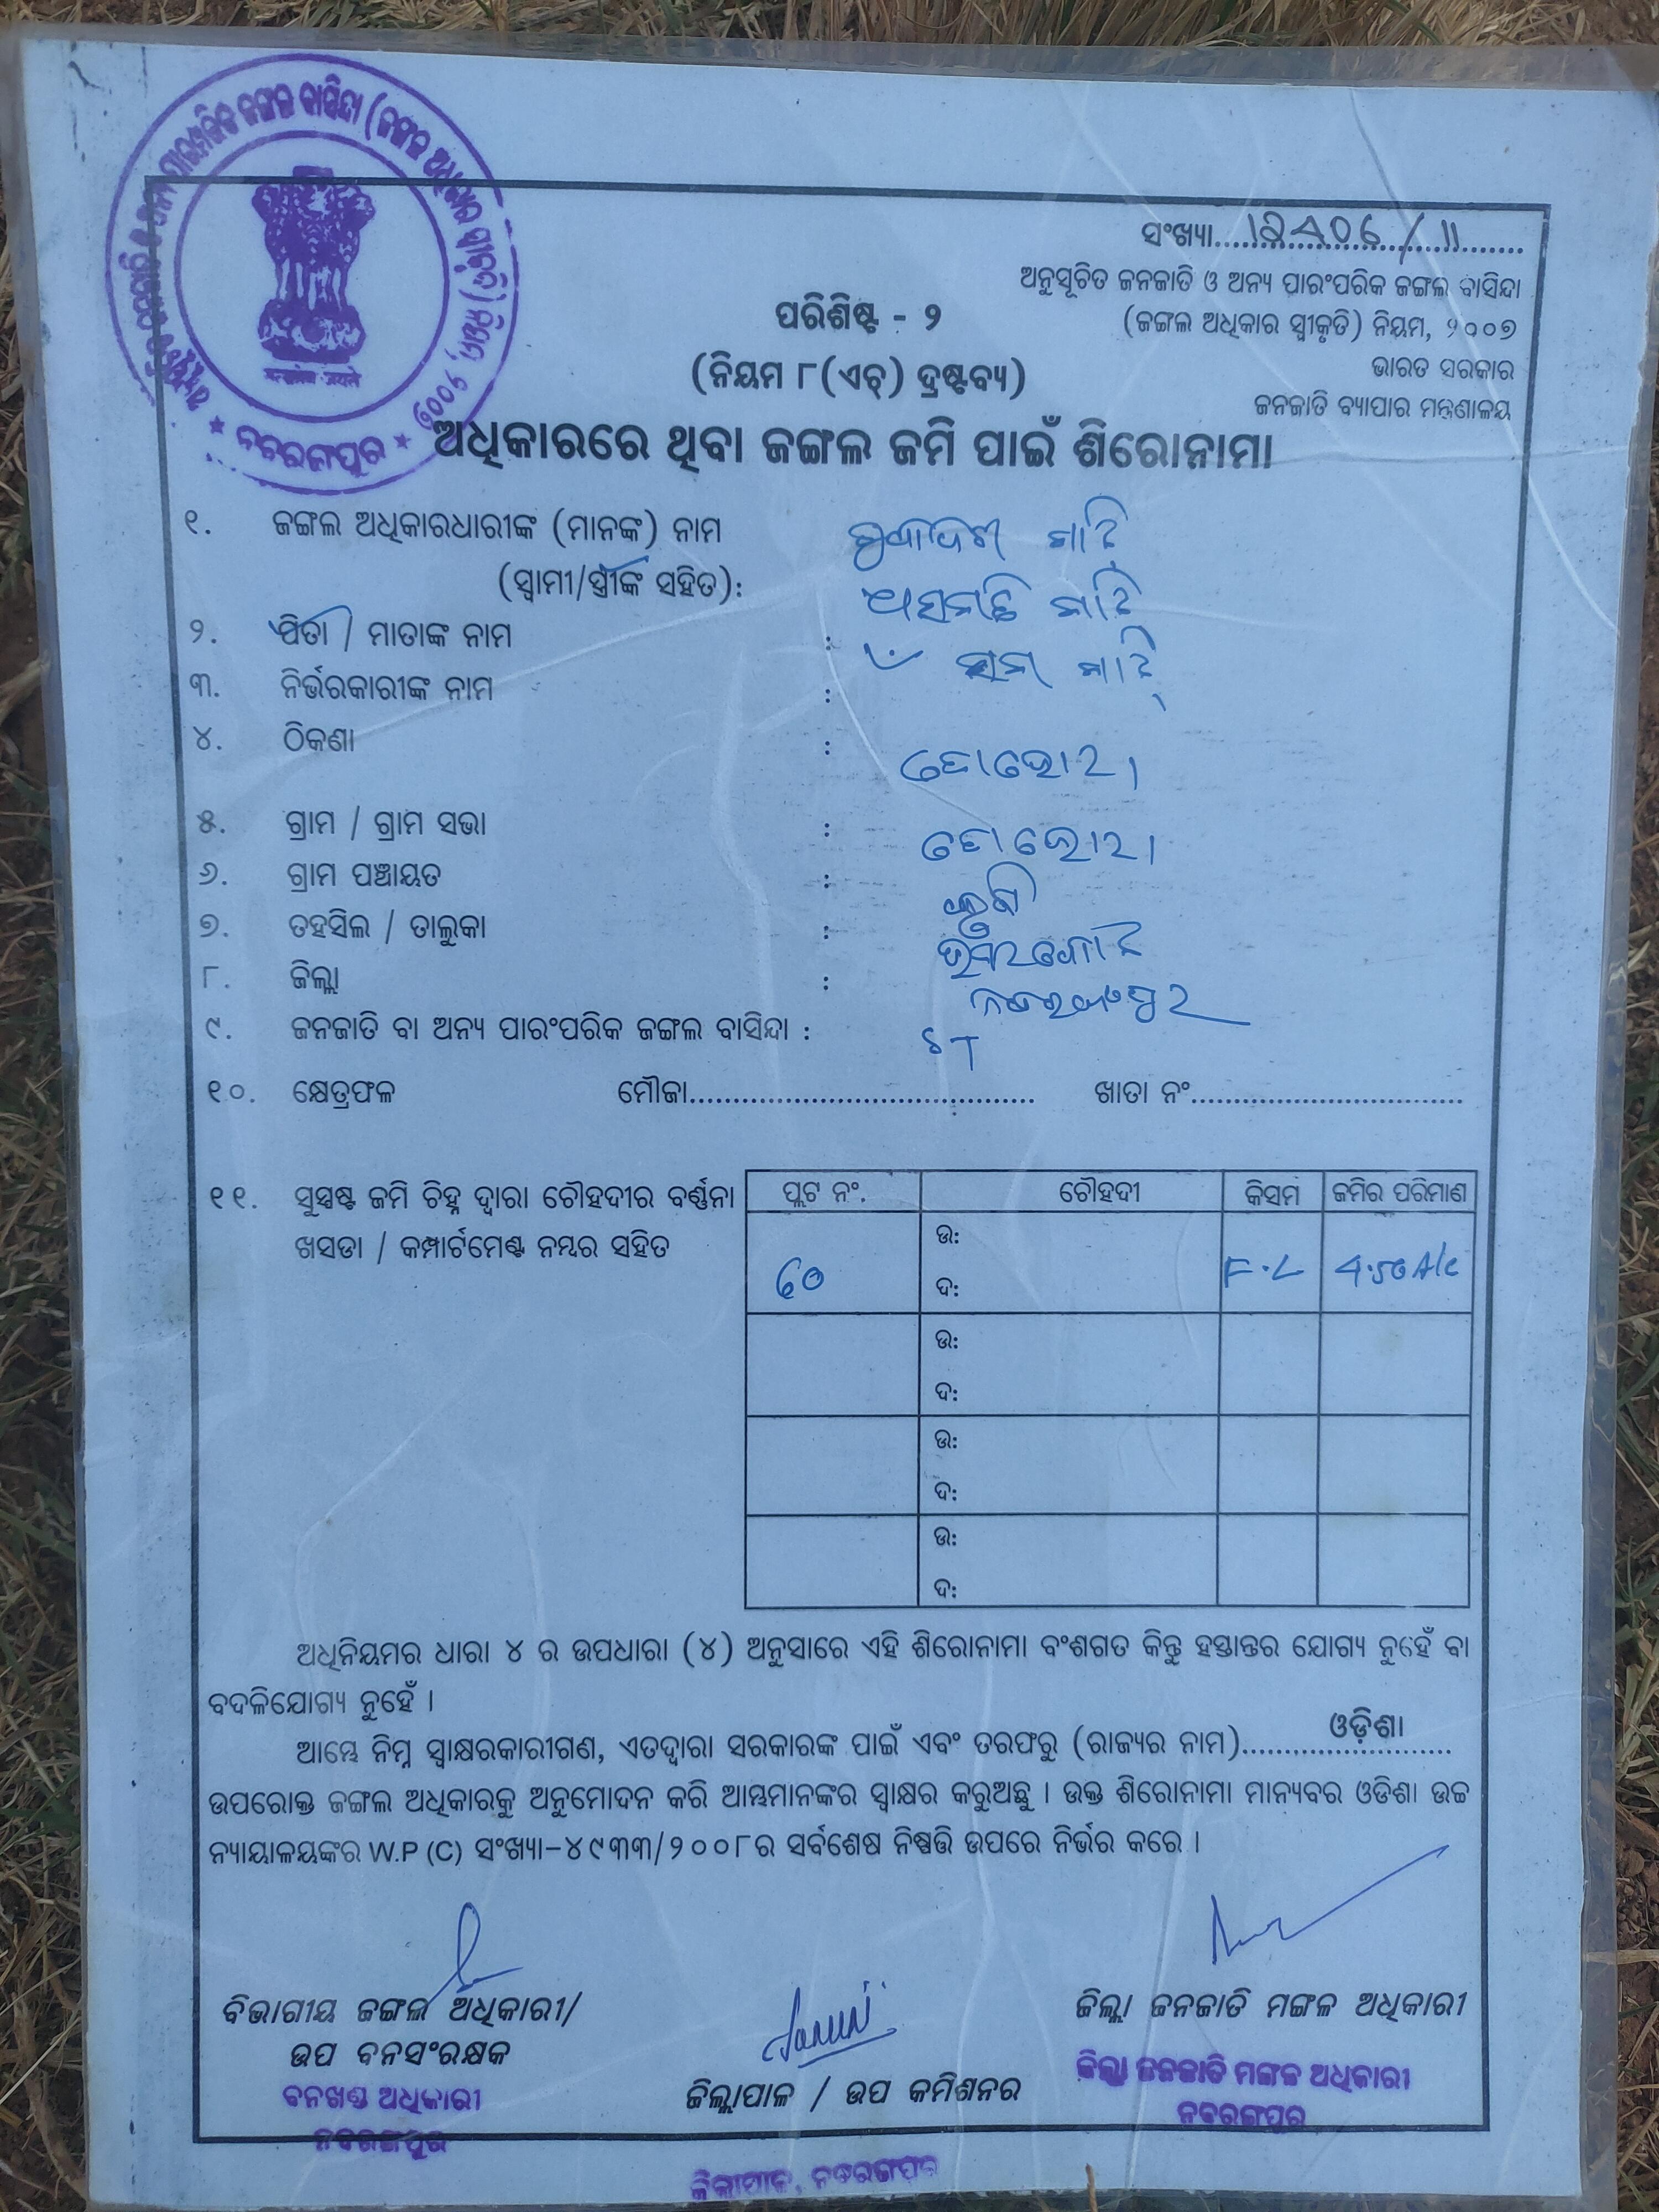 ସଂଖ୍ୟା
ଅନୁସୂଚିତ ଜନଜାତି ଓ ଅନ୍ୟ ପାରଂପରିକ ଜଙ୍ଗଲ ବାସିନ୍ଦା
(ଜଙ୍ଗଲ ଅଧିକାର ସ୍ୱୀକୃତି) ନିୟମ, ୨୦୦୭
ଭାରତ ସରକାର
ଜନଜାତି ବ୍ୟାପାର ମନ୍ତ୍ରଣାଳୟ
ପରିଶିଷ୍ଟ - ୨
(ନିୟମ ୮(ଏଚ୍) ଦ୍ରଷ୍ଟବ୍ୟ)
ନବରଙ୍ଗପୁର
ଅଧିକାରରେ ଥିବା ଜଙ୍ଗଲ ଜମି ପାଇଁ ଶିରୋନାମା
୧. ଜଙ୍ଗଲ ଅଧିକାରଧାରୀଙ୍କ (ମାନଙ୍କ) ନାମ
(ସ୍ୱାମୀ/ସ୍ତ୍ରୀଙ୍କ ସହିତ):
୨. ପିତା / ମାତାଙ୍କ ନାମ :
୩. ନିର୍ଭରକାରୀଙ୍କ ନାମ :
୪. ଠିକଣା :
୫. ଗ୍ରାମ / ଗ୍ରାମ ସଭା :
୬. ଗ୍ରାମ ପଞ୍ଚାୟତ :
୭. ତହସିଲ / ତାଲୁକା :
୮. ଜିଲ୍ଲା :
୯. ଜନଜାତି ବା ଅନ୍ୟ ପାରଂପରିକ ଜଙ୍ଗଲ ବାସିନ୍ଦା : ST
୧୦. କ୍ଷେତ୍ରଫଳ ମୌଜା........................................ ଖାତା ନଂ................................
୧୧. ସୁସ୍ପଷ୍ଟ ଜମି ଚିହ୍ନ ଦ୍ୱାରା ଚୌହଦୀର ବର୍ଣ୍ଣନା
ଖସଡା / କମ୍ପାର୍ଟମେଣ୍ଟ ନମ୍ବର ସହିତ
ପ୍ଲଟ ନଂ. ଚୌହଦୀ କିସମ ଜମିର ପରିମାଣ
ଉ:
ଦ: F.L
ଉ:
ଦ:
ଉ:
ଦ:
ଉ:
ଦ:
ଅଧିନିୟମର ଧାରା ୪ ର ଉପଧାରା (୪) ଅନୁସାରେ ଏହି ଶିରୋନାମା ବଂଶଗତ କିନ୍ତୁ ହସ୍ତାନ୍ତର ଯୋଗ୍ୟ ନୁହେଁ ବା
ବଦଳିଯୋଗ୍ୟ ନୁହେଁ ।
ଆମ୍ଭେ ନିମ୍ନ ସ୍ୱାକ୍ଷରକାରୀଗଣ, ଏତଦ୍ୱାରା ସରକାରଙ୍କ ପାଇଁ ଏବଂ ତରଫରୁ (ରାଜ୍ୟର ନାମ)....ଓଡ଼ିଶା....
ଉପରୋକ୍ତ ଜଙ୍ଗଲ ଅଧିକାରକୁ ଅନୁମୋଦନ କରି ଆମ୍ଭମାନଙ୍କର ସ୍ୱାକ୍ଷର କରୁଅଛୁ । ଉକ୍ତ ଶିରୋନାମା ମାନ୍ୟବର ଓଡିଶା ଉଚ୍ଚ
ନ୍ୟାୟାଳୟଙ୍କର W.P (C) ସଂଖ୍ୟା-୪୯୩୩/୨୦୦୮ର ସର୍ବଶେଷ ନିଷ୍ପତ୍ତି ଉପରେ ନିର୍ଭର କରେ ।
ବିଭାଗୀୟ ଜଙ୍ଗଲ ଅଧିକାରୀ/
ଉପ ବନସଂରକ୍ଷକ
ବନଖଣ୍ଡ ଅଧିକାରୀ
ନବରଙ୍ଗପୁର
ଜିଲ୍ଲାପାଳ / ଉପ କମିଶନର
ଜିଲ୍ଲାପାଳ, ନବରଙ୍ଗପୁର
ଜିଲ୍ଲା ଜନଜାତି ମଙ୍ଗଳ ଅଧିକାରୀ
ଜିଲ୍ଲା ଜନଜାତି ମଙ୍ଗଳ ଅଧିକାରୀ
ନବରଙ୍ଗପୁର